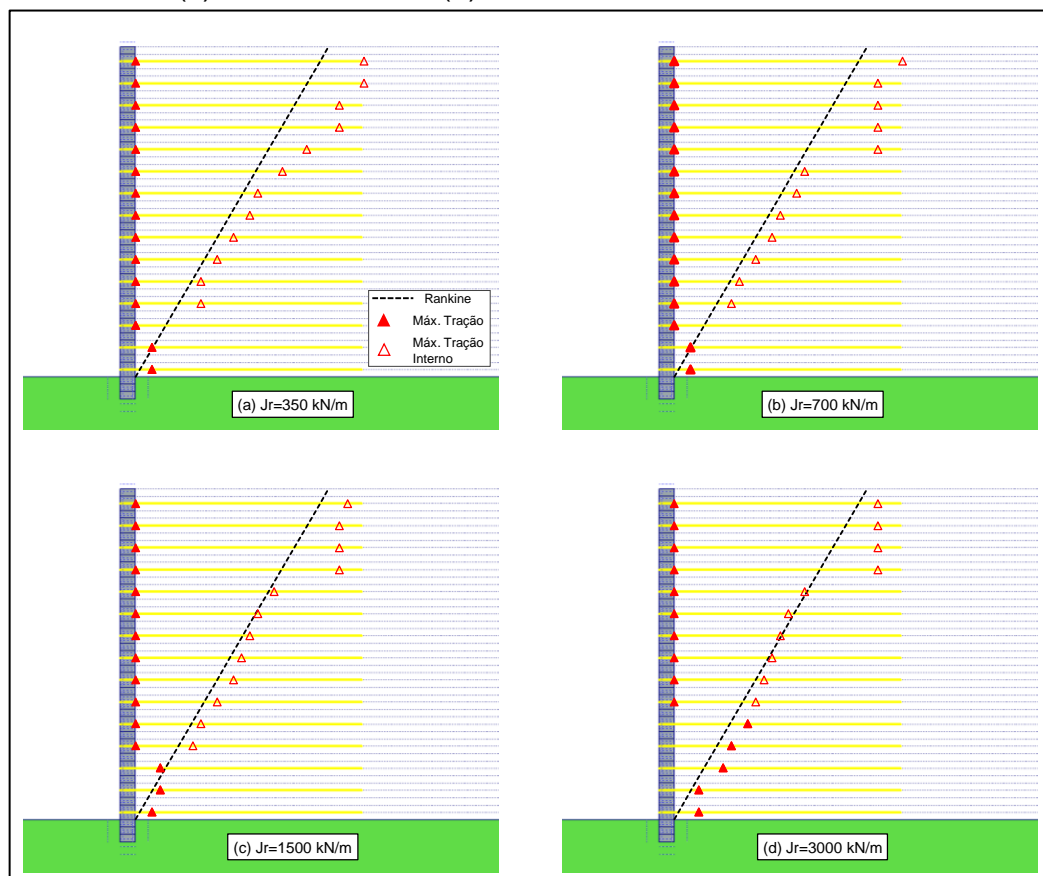 Rankine
Máx. Tração
Máx. Tração
Interno
(a) Jr=350 kN/m
(b) Jr=700 kN/m
(c) Jr=1500 kN/m
(d) Jr=3000 kN/m